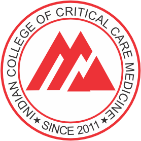 INDIAN COLLEGE OF CRITICAL CARE MEDICINE
★ SINCE 2011 ★